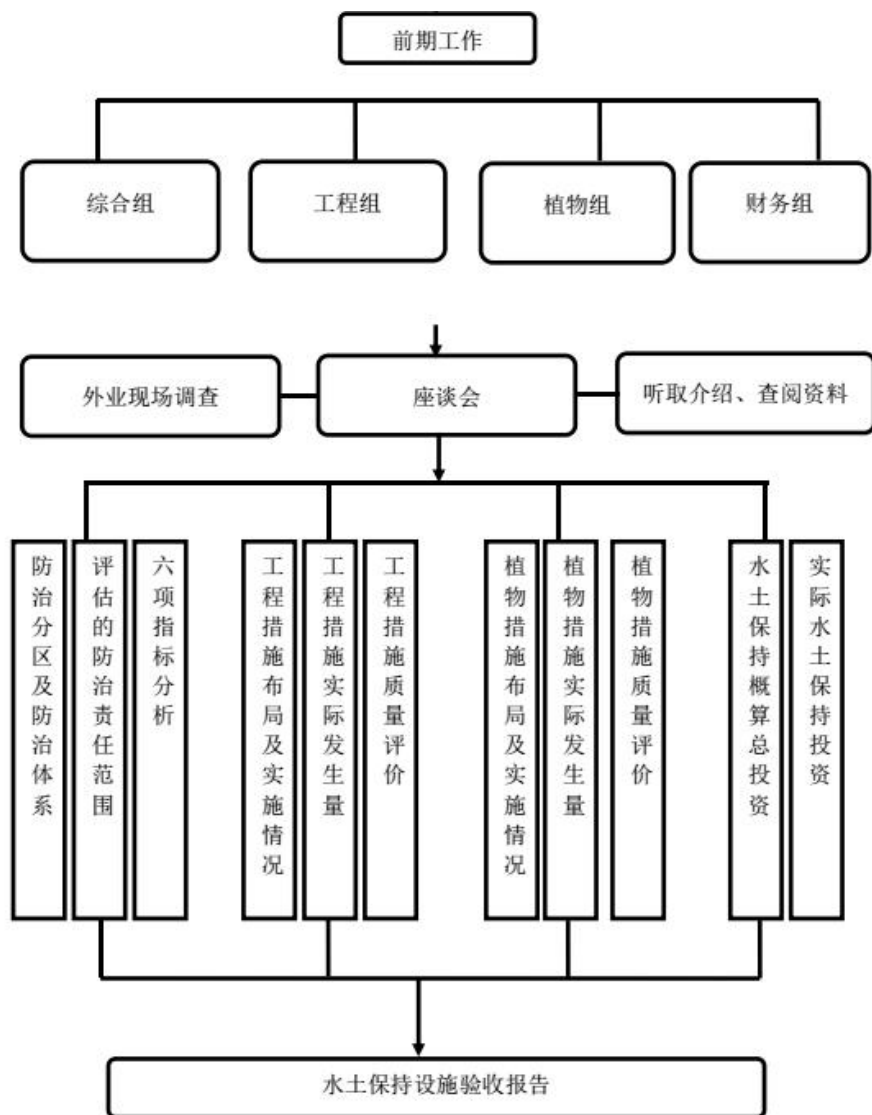 前期工作
综合组
工程组
植物组
财务组
外业现场调查
座谈会
听取介绍、查阅资料
防治分区及防治体系
评估的防治责任范围
六项指标分析
工程措施布局及实施情况
工程措施实际发生量
工程措施质量评价
植物措施布局及实施情况
植物措施实际发生量
植物措施质量评价
水土保持概算总投资
实际水土保持投资
水土保持设施验收报告